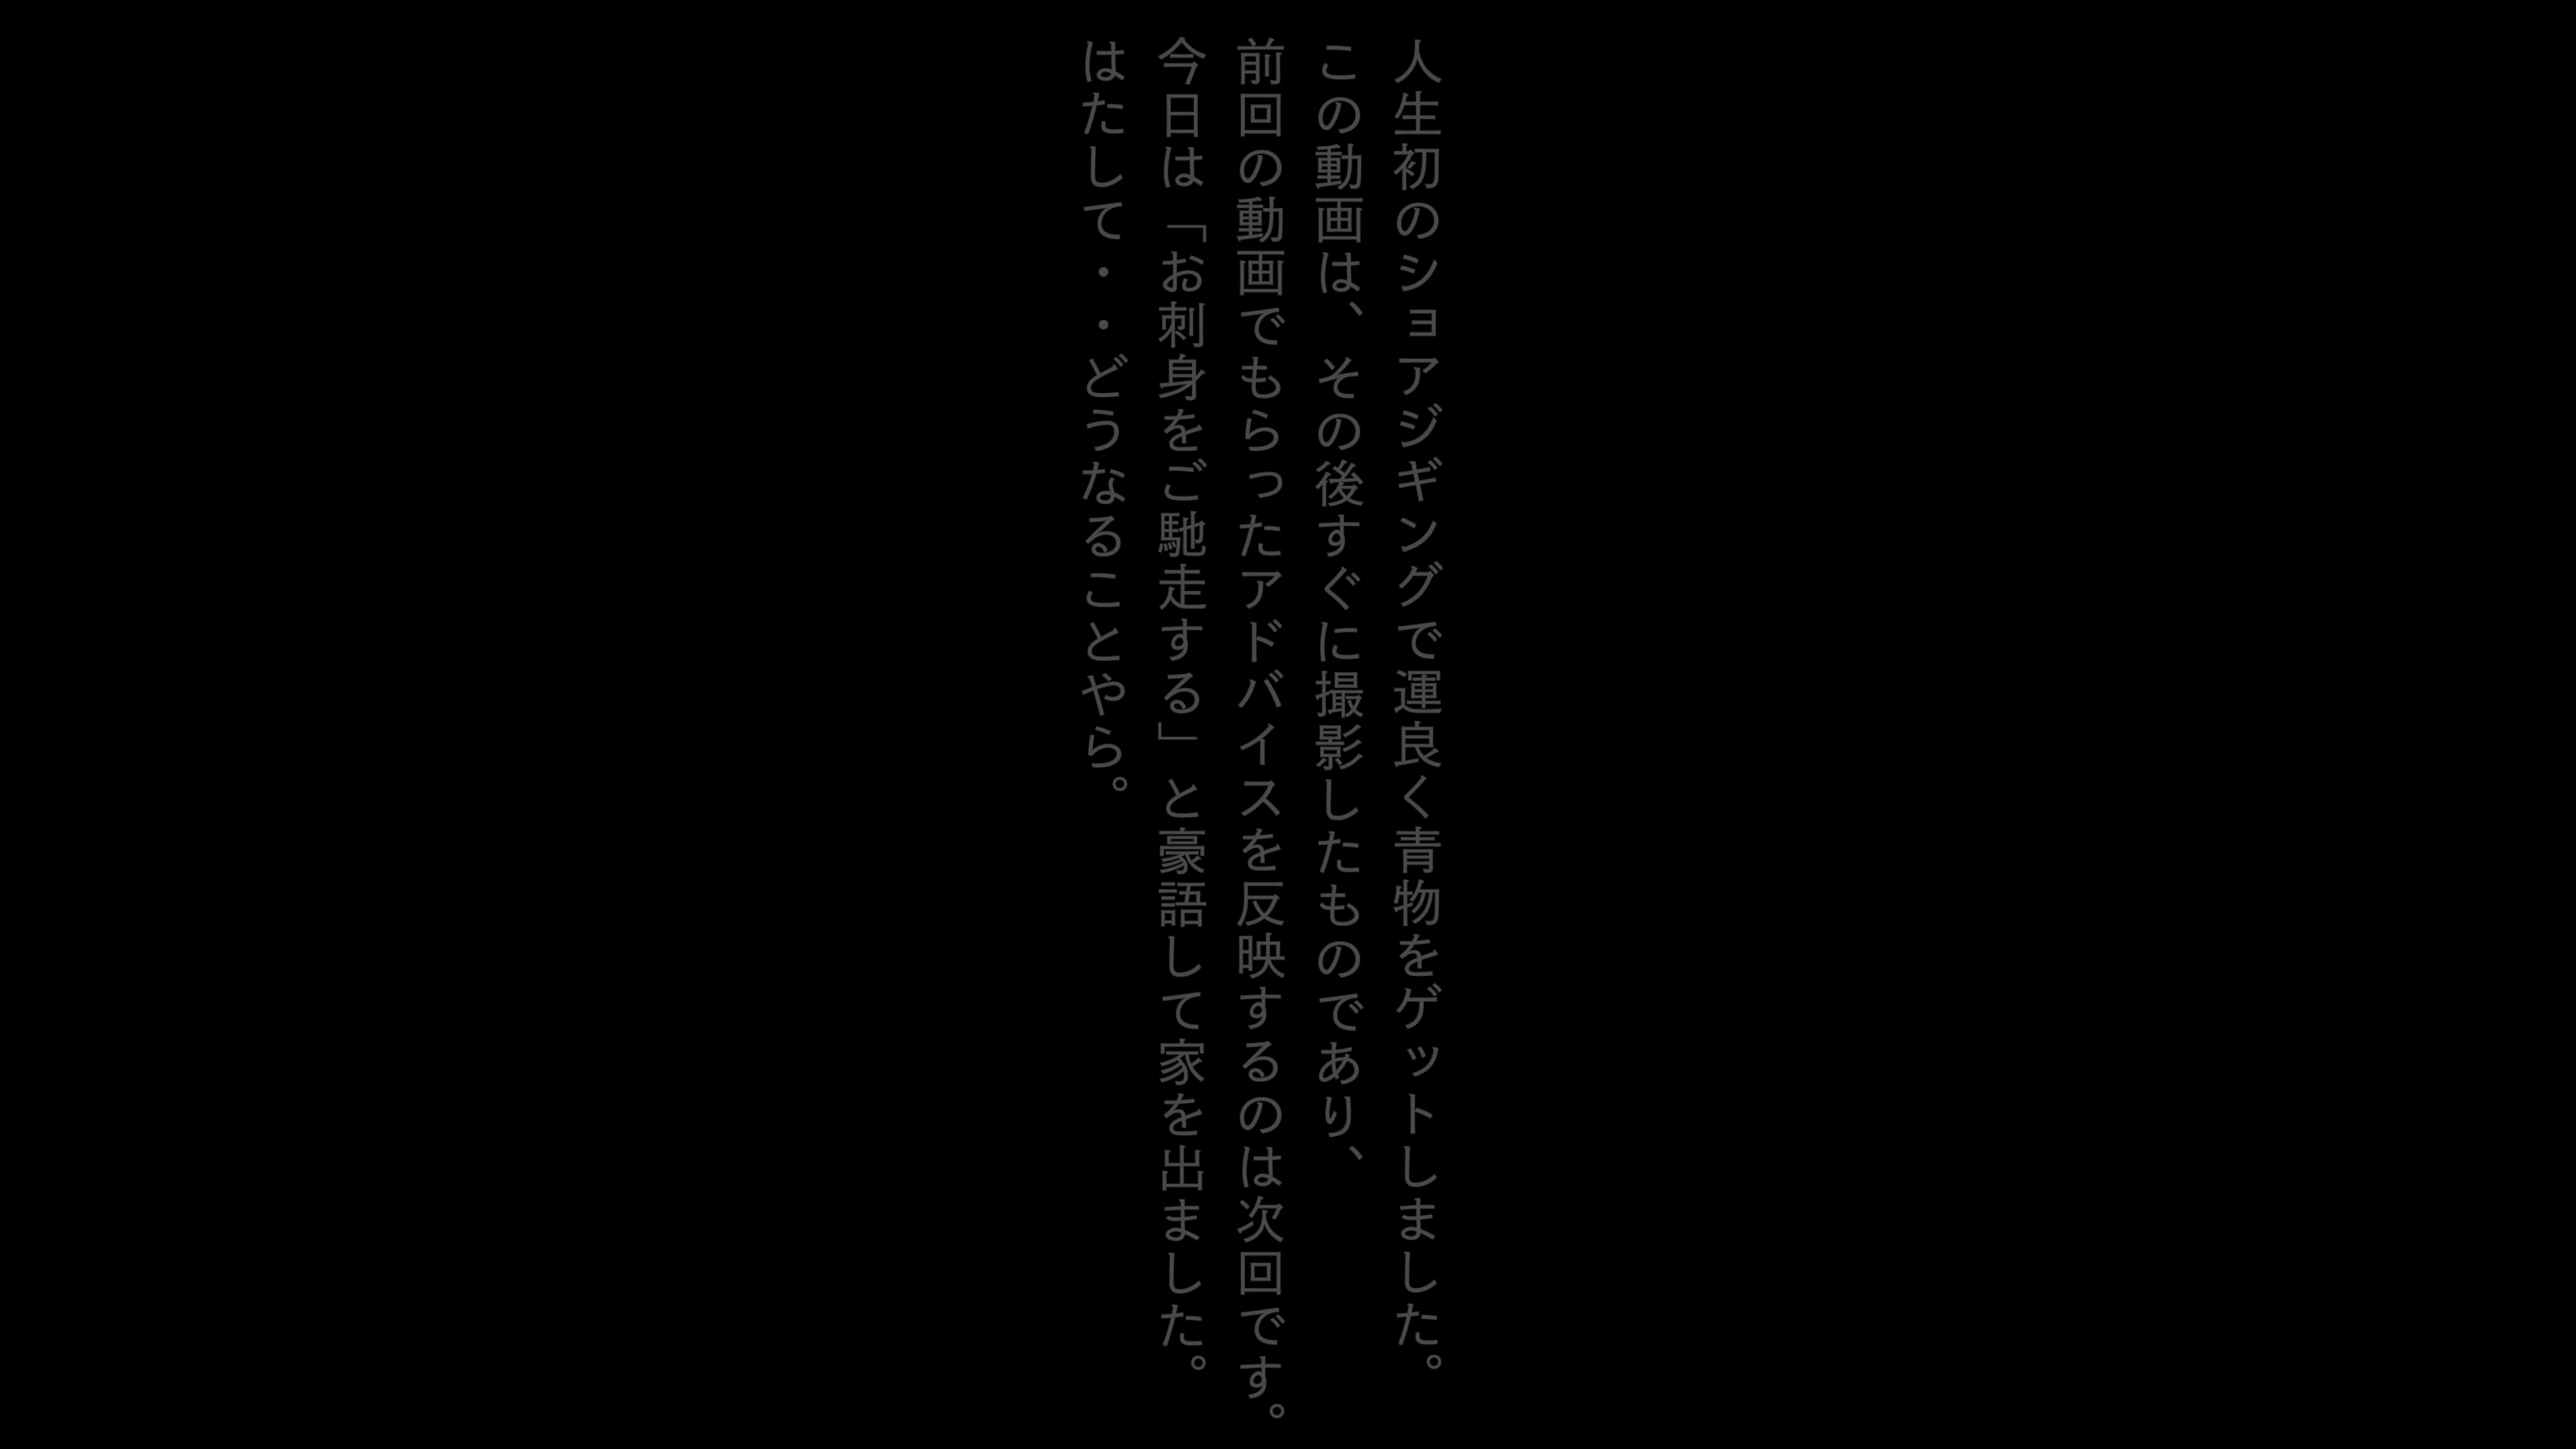 人生初のショアジギングで運良く青物をゲットしました。
この動画は、その後すぐに撮影したものであり、
前回の動画でもらったアドバイスを反映するのは次回です。
今日は「お刺身をご馳走する」と豪語して家を出ました。
はたして・・どうなることやら。